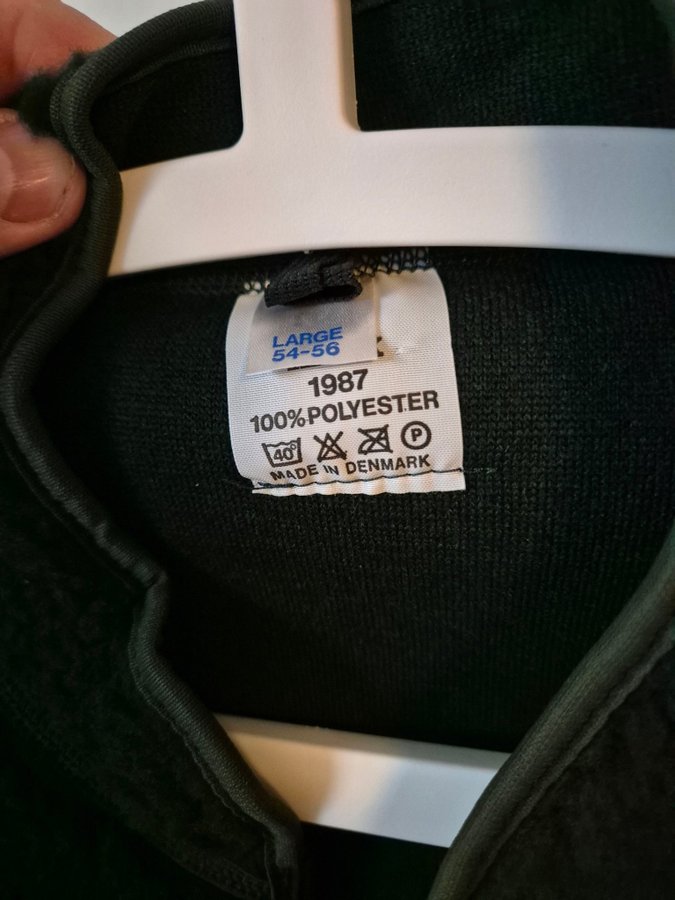 LARGE
54-56
1987
100% POLYESTER
40°
P
MADE IN DENMARK